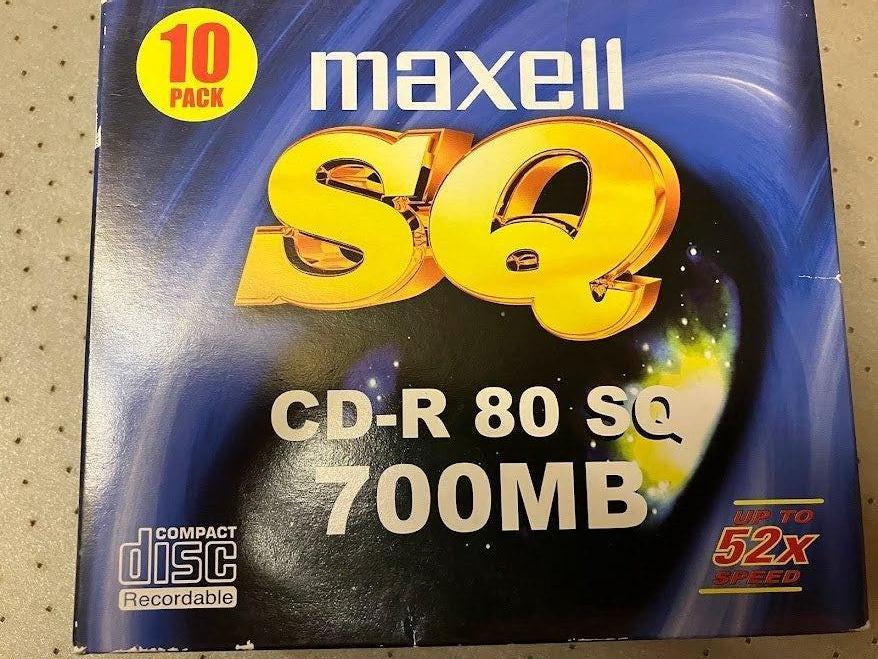 10
PACK
maxell
SQ
CD-R 80 SQ
700MB
COMPACT
disc
Recordable
UP TO
52x
SPEED